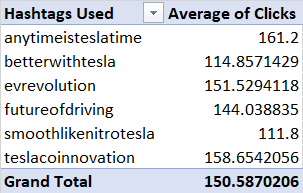 Hashtags Used Average of Clicks
anytimeisteslatime 161.2
betterwithtesla 114.8571429
evrevolution 151.5294118
futureofdriving 144.038835
smoothlikenitrotesla 111.8
teslacoinnovation 158.6542056
Grand Total 150.5870206